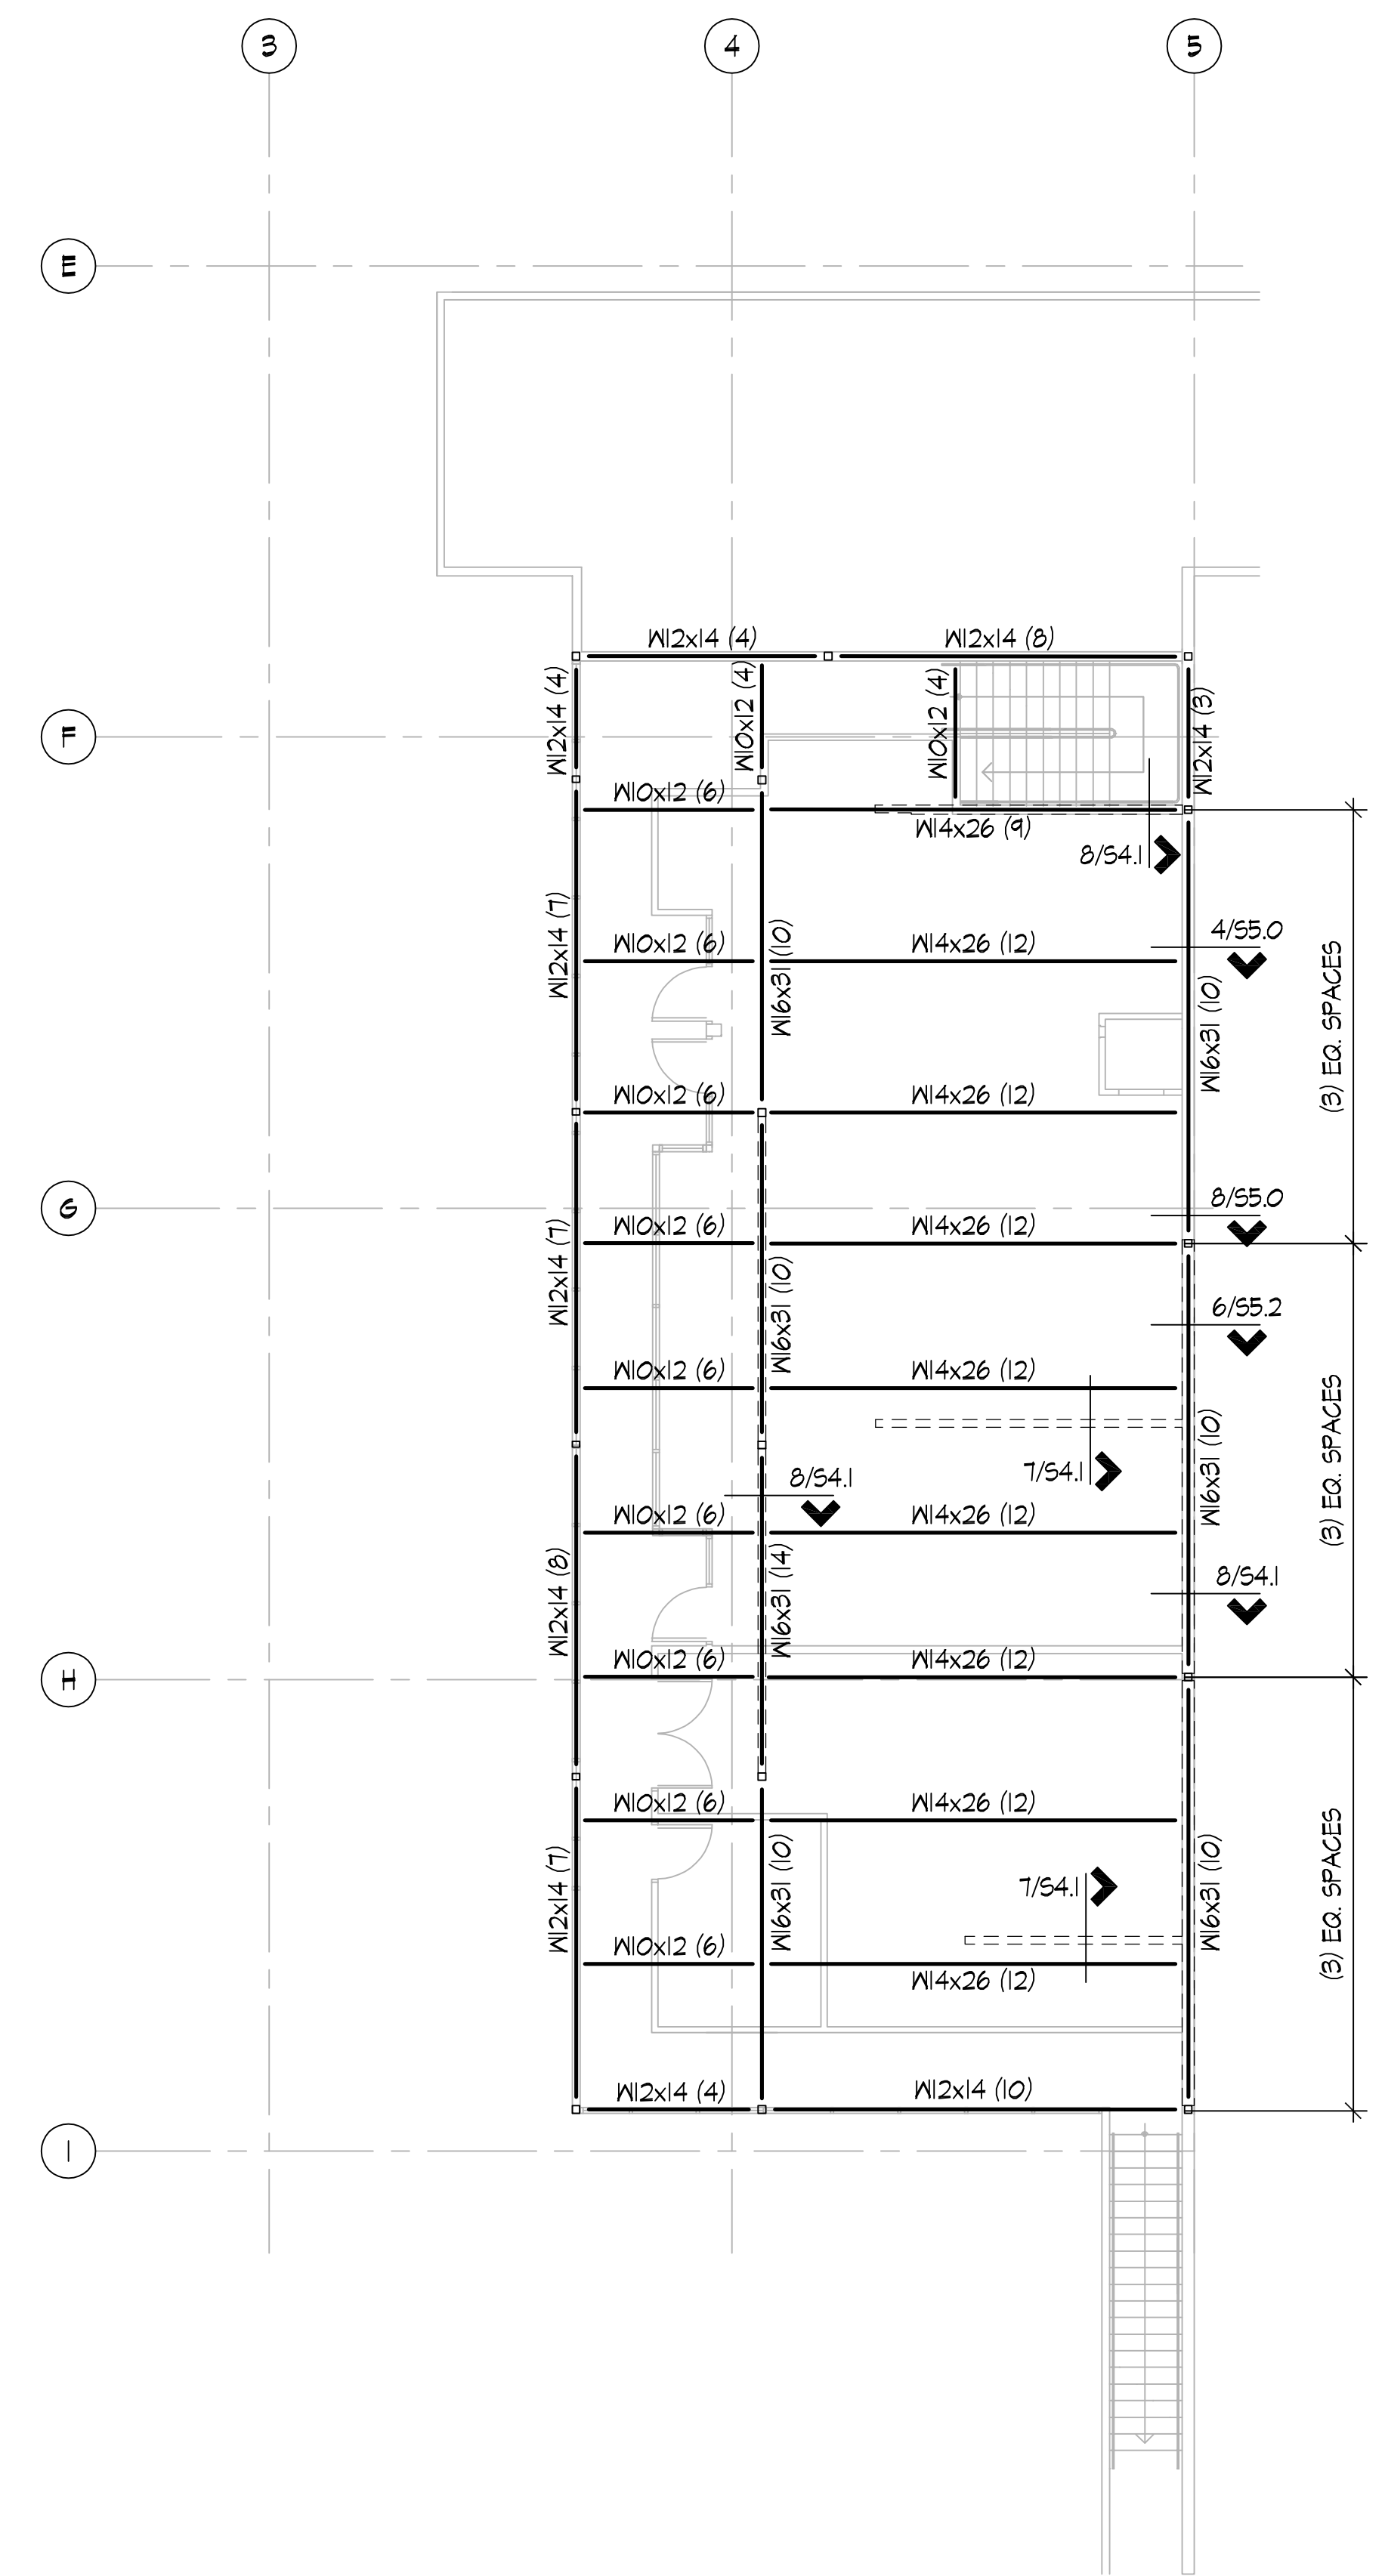 3
4
5
E
W12x14 (4)
W12x14 (8)
W12x14 (4)
W10x12 (4)
W10x12 (4)
W12x14 (3)
F
W10x12 (6)
W14x26 (9)
8/S4.1
W12x14 (7)
W10x12 (6)
W16x31 (10)
W14x26 (12)
4/S5.0
W16x31 (10)
(3) EQ. SPACES
W10x12 (6)
W14x26 (12)
G
8/S5.0
W12x14 (7)
W10x12 (6)
W14x26 (12)
W16x31 (10)
6/S5.2
W10x12 (6)
W14x26 (12)
W16x31 (10)
(3) EQ. SPACES
8/S4.1
7/S4.1
W10x12 (6)
W14x26 (12)
W12x14 (8)
W16x31 (14)
8/S4.1
H
W10x12 (6)
W14x26 (12)
W10x12 (6)
W14x26 (12)
W12x14 (7)
W16x31 (10)
7/S4.1
W16x31 (10)
(3) EQ. SPACES
W10x12 (6)
W14x26 (12)
W12x14 (4)
W12x14 (10)
I